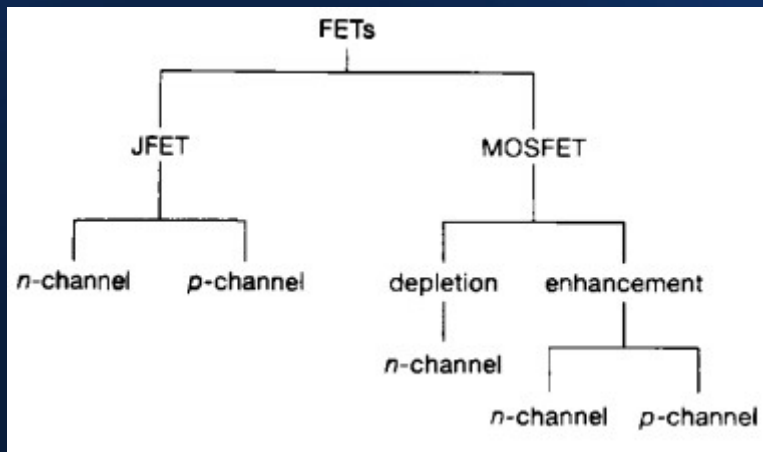 FETs
JFET MOSFET
n-channel p-channel depletion enhancement
n-channel
n-channel p-channel